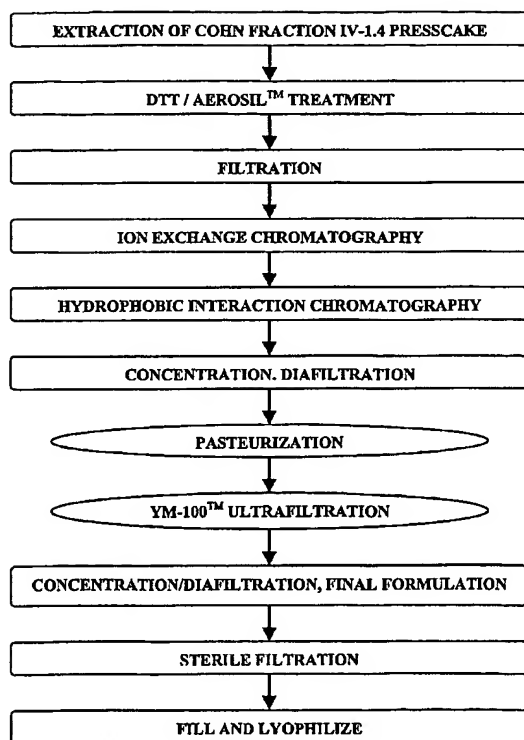 EXTRACTION OF COHN FRACTION IV-1.4 PRESSCAKE
DTT / AEROSIL™ TREATMENT
FILTRATION
ION EXCHANGE CHROMATOGRAPHY
HYDROPHOBIC INTERACTION CHROMATOGRAPHY
CONCENTRATION. DIAFILTRATION
PASTEURIZATION
YM-100™ ULTRAFILTRATION
CONCENTRATION/DIAFILTRATION, FINAL FORMULATION
STERILE FILTRATION
FILL AND LYOPHILIZE